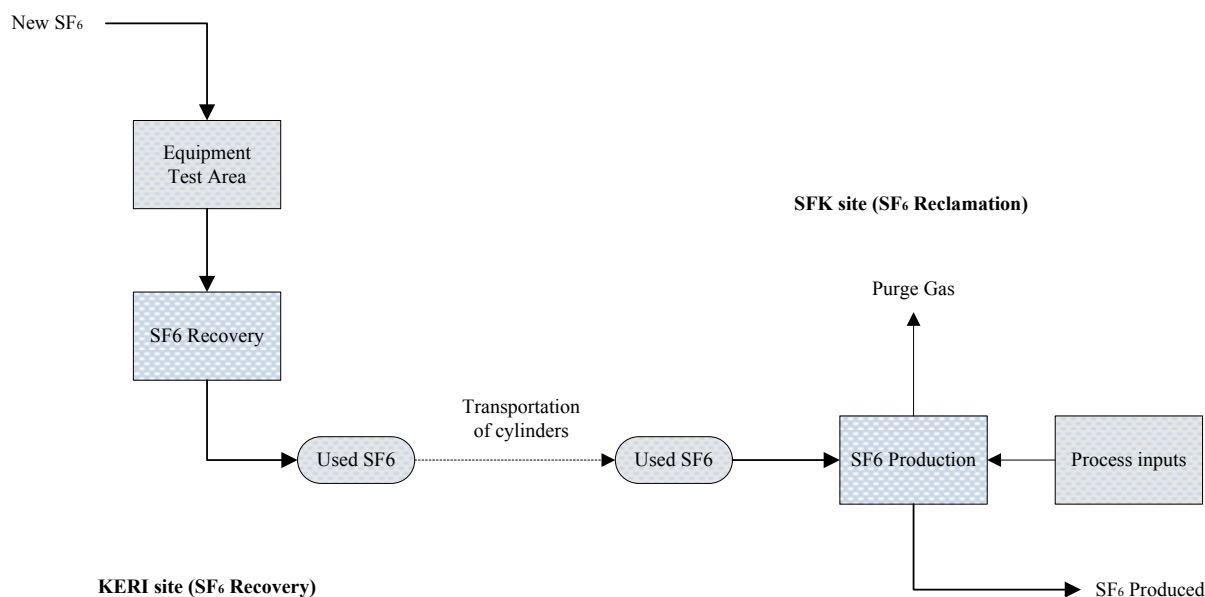 New SF₆
Equipment
Test Area
SFK site (SF₆ Reclamation)
Purge Gas
SF6 Recovery
Transportation
of cylinders
Used SF6
Used SF6
SF6 Production
Process inputs
KERI site (SF₆ Recovery)
SF₆ Produced